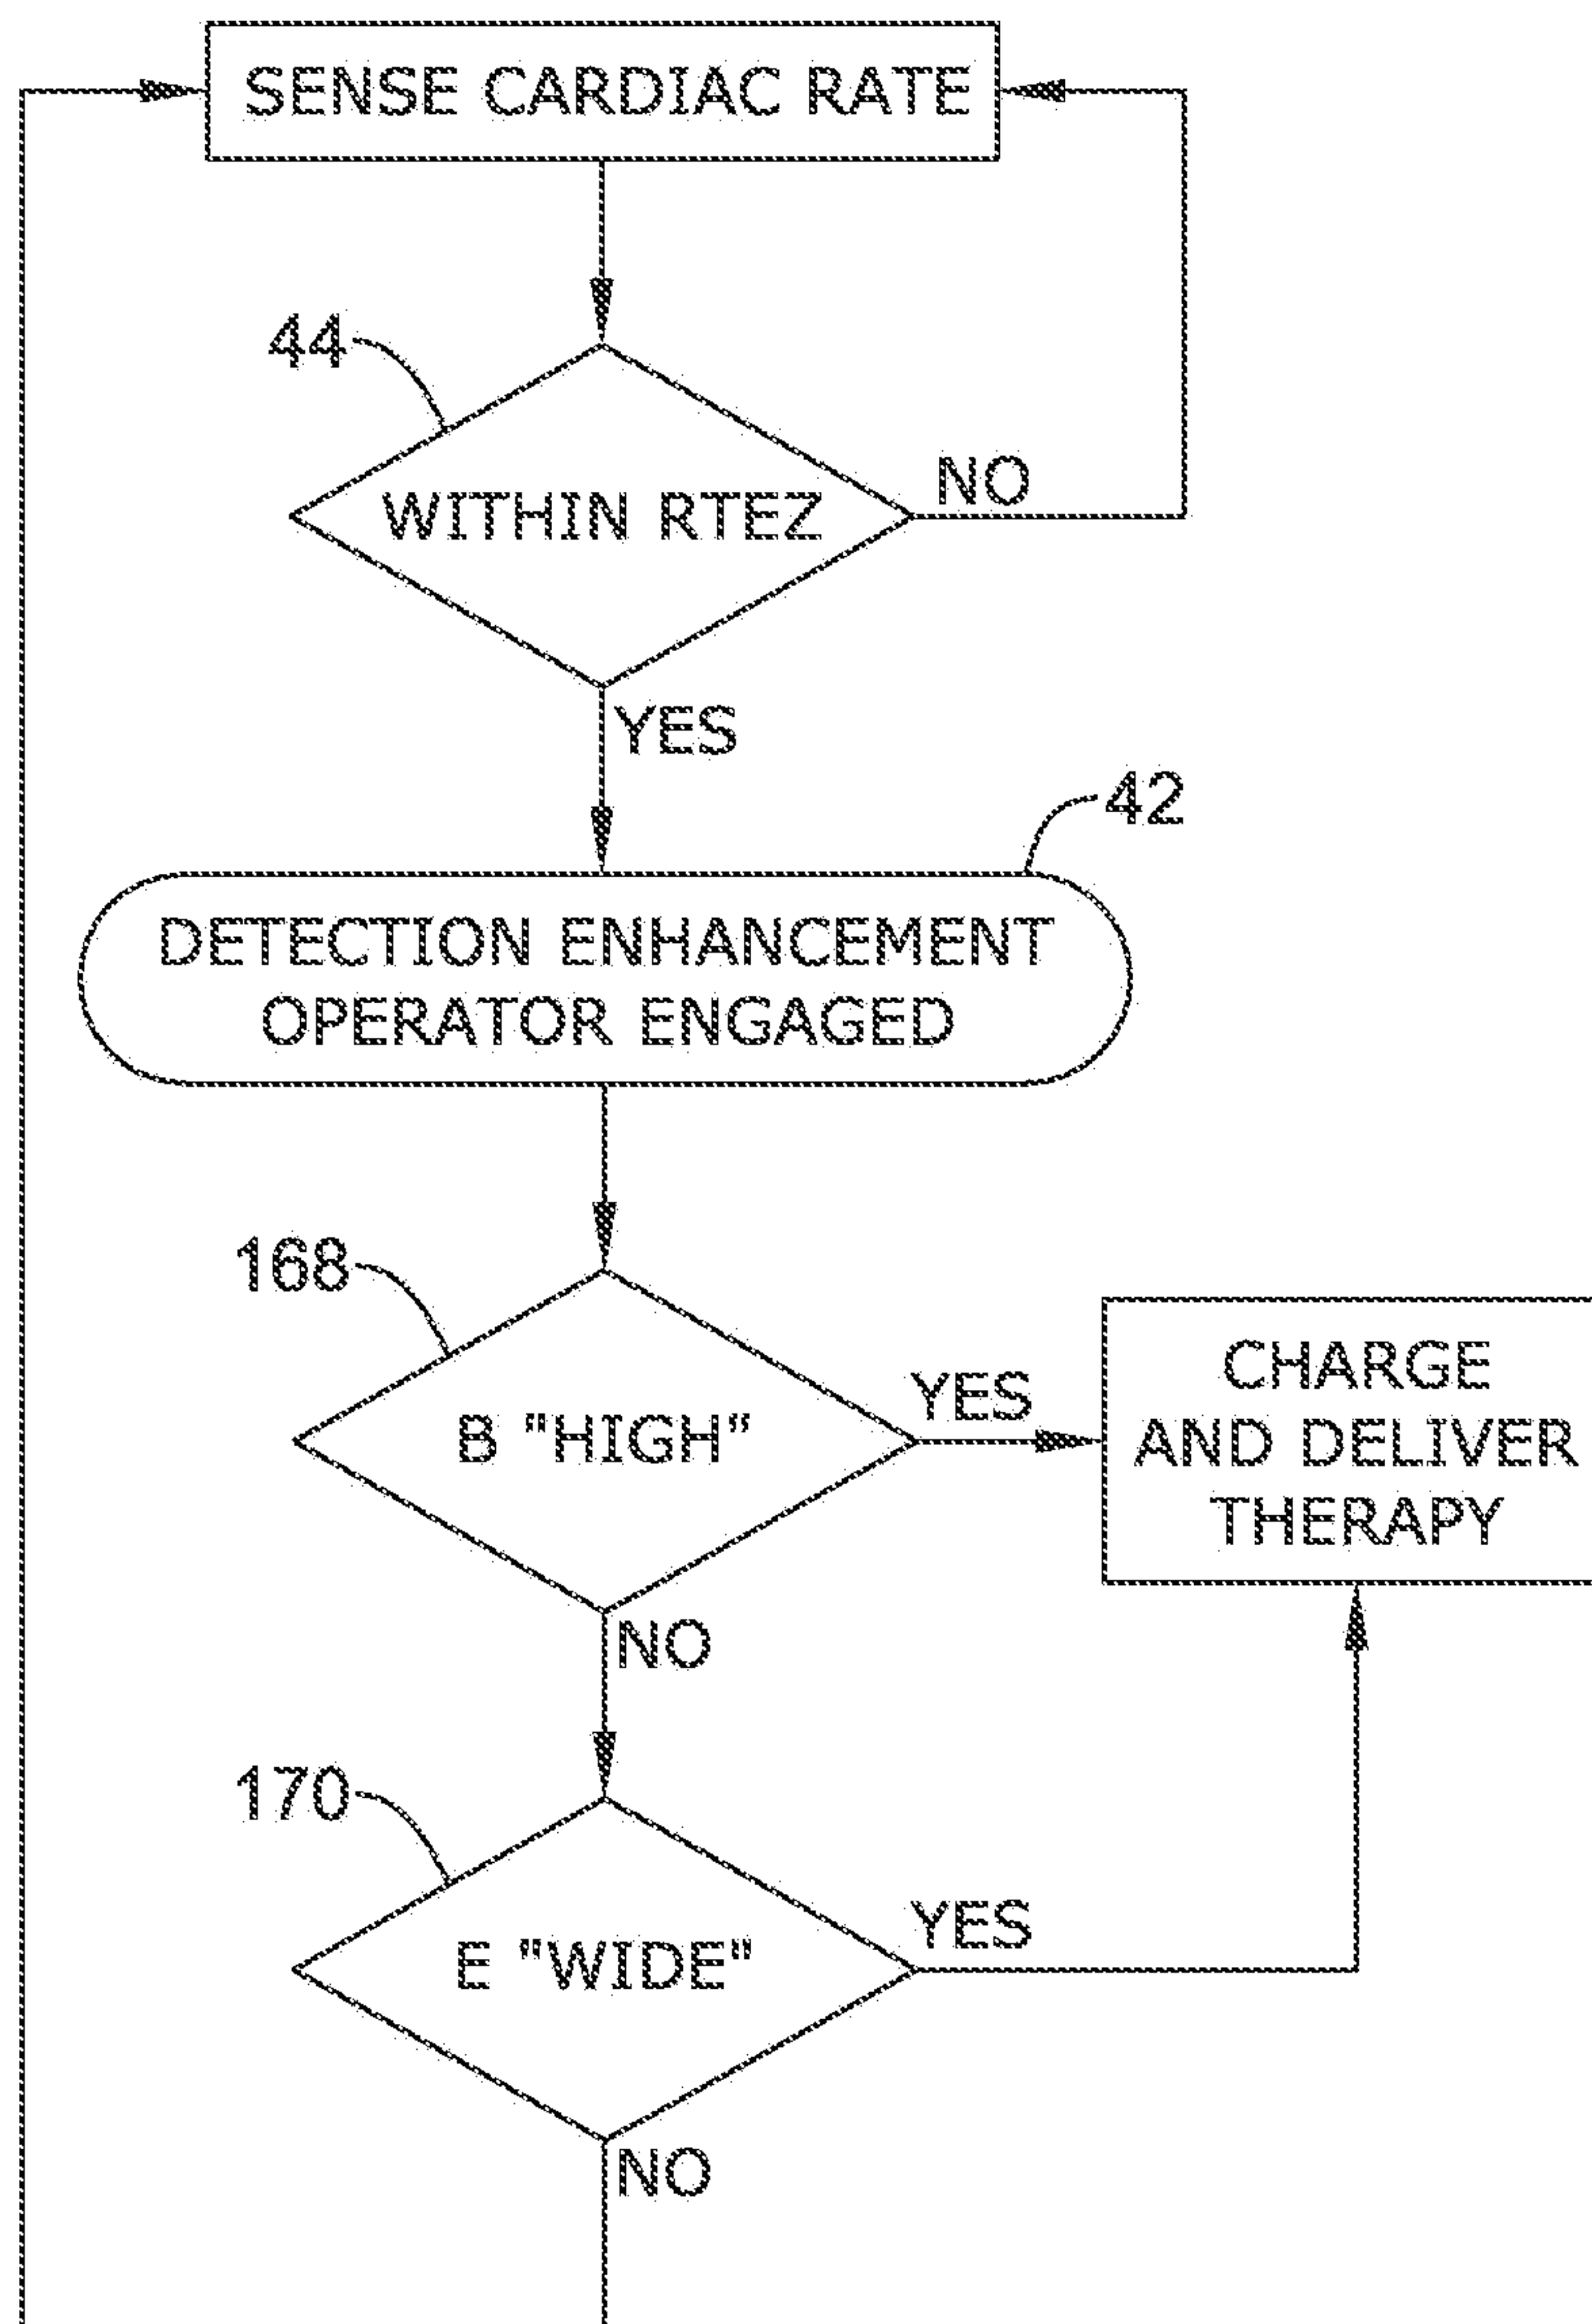 SENSE CARDIAC RATE
44
WITHIN RTEZ
NO
YES
42
DETECTION ENHANCEMENT
OPERATOR ENGAGED
168
B "HIGH"
YES
CHARGE
AND DELIVER
THERAPY
NO
170
E "WIDE"
YES
NO